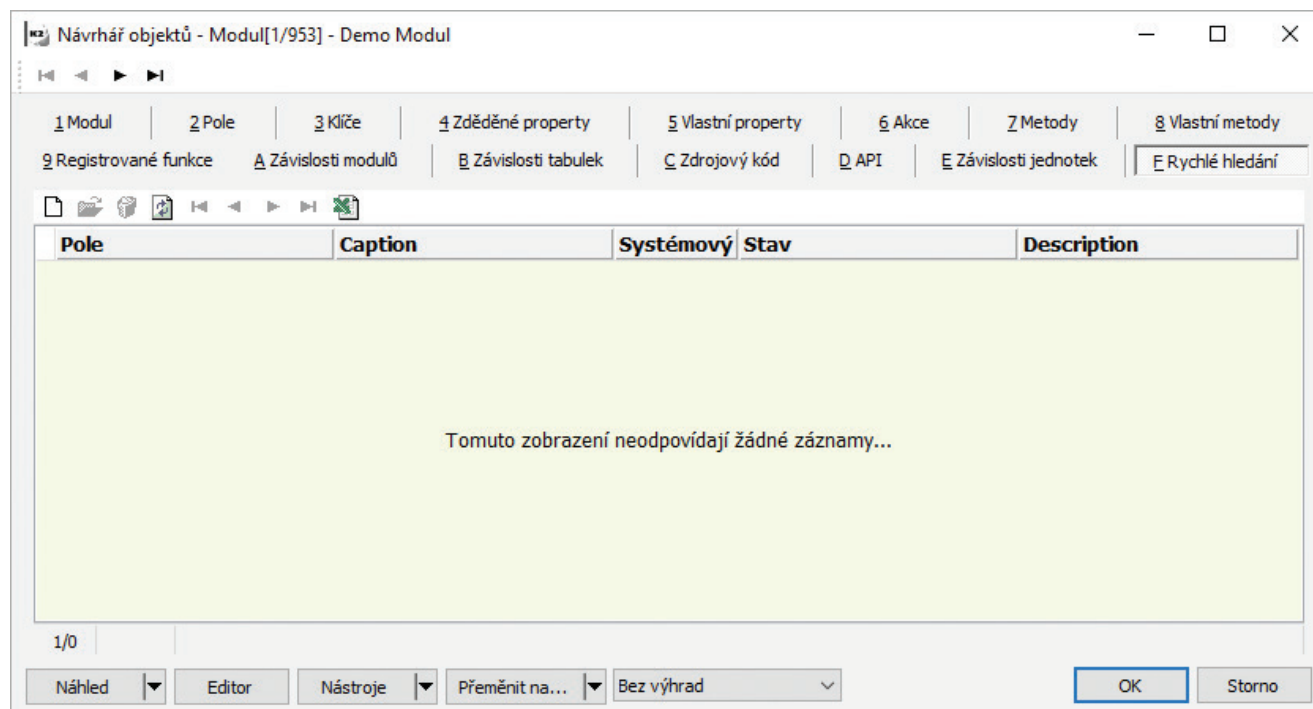 K2 Návrhář objektů - Modul[1/953] - Demo Modul
1 Modul 2 Pole 3 Klíče 4 Zděděné property 5 Vlastní property 6 Akce 7 Metody 8 Vlastní metody
9 Registrované funkce A Závislosti modulů B Závislosti tabulek C Zdrojový kód D API E Závislosti jednotek F Rychlé hledání
Pole Caption Systémový Stav Description
Tomuto zobrazení neodpovídají žádné záznamy...
1/0
Náhled Editor Nástroje Přeměnit na... Bez výhrad OK Storno